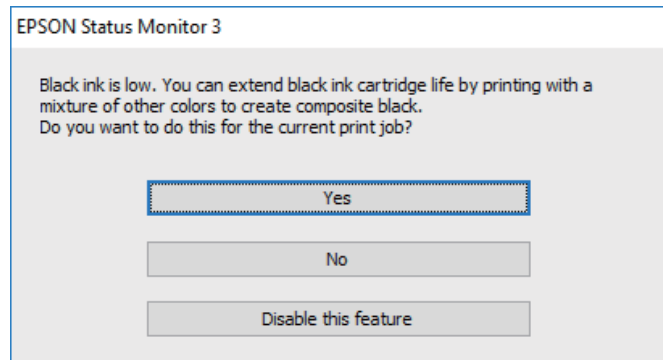 EPSON Status Monitor 3
Black ink is low. You can extend black ink cartridge life by printing with a
mixture of other colors to create composite black.
Do you want to do this for the current print job?
Yes
No
Disable this feature